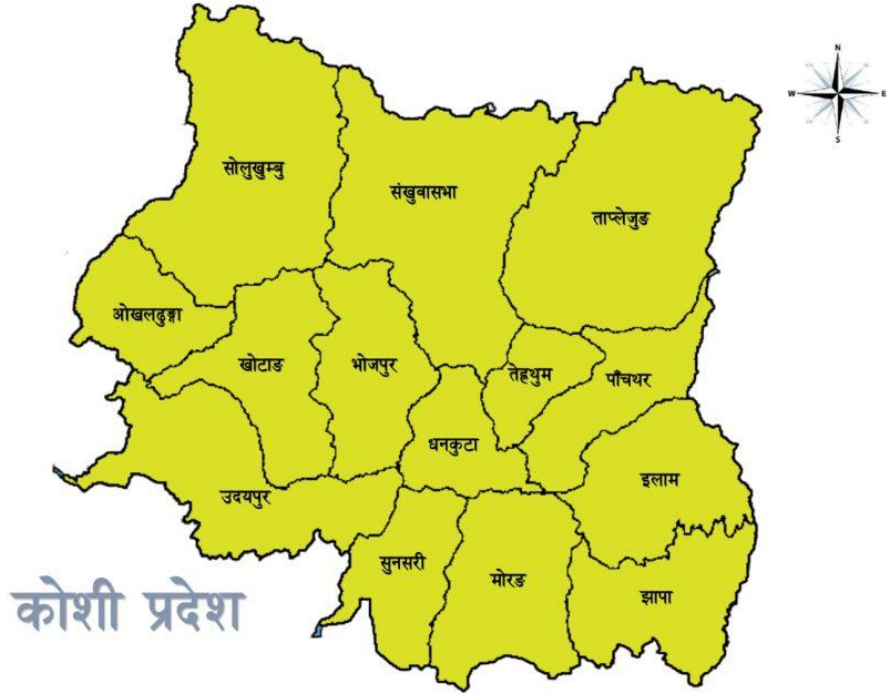 N
W
E
S
सोलुखुम्बु
संखुवासभा
ताप्लेजुङ
ओखलढुङ्गा
खोटाङ
भोजपुर
तेह्रथुम
पाँचथर
धनकुटा
इलाम
उदयपुर
सुनसरी
मोरङ
झापा
कोशी प्रदेश